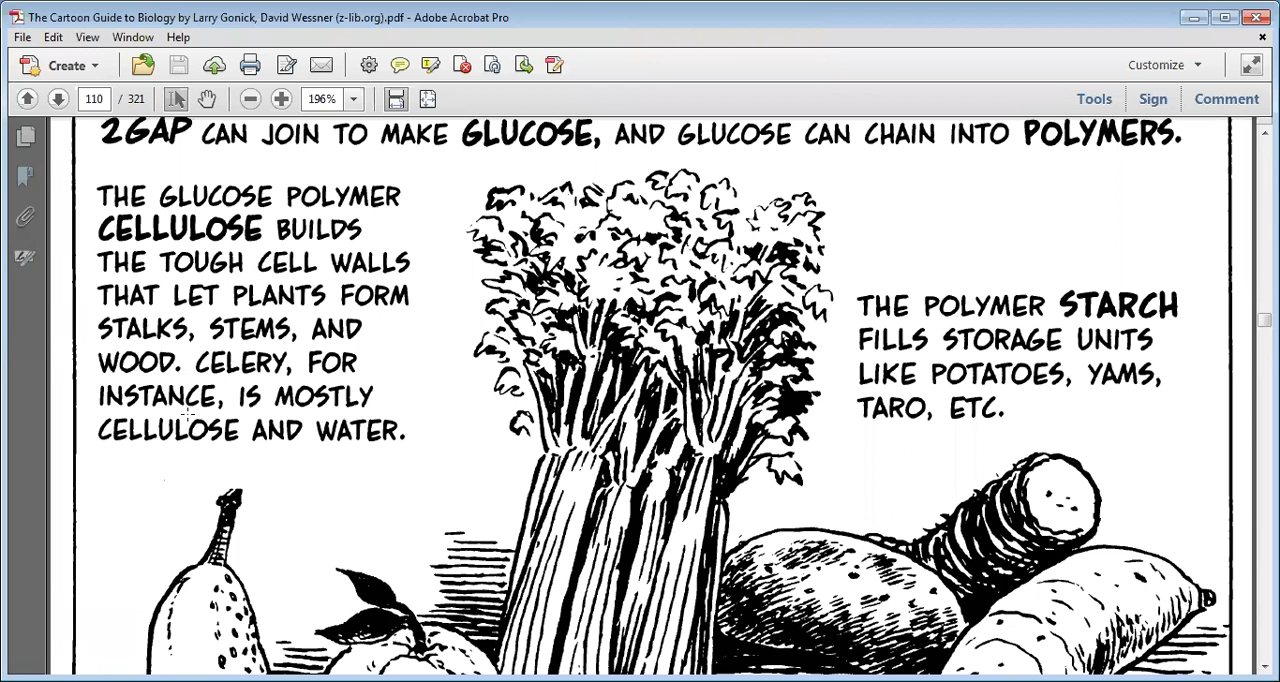 The Cartoon Guide to Biology by Larry Gonick, David Wessner (z-lib.org).pdf - Adobe Acrobat Pro
File Edit View Window Help
Create Customize
110 / 321 196% Tools Sign Comment
2GAP CAN JOIN TO MAKE GLUCOSE, AND GLUCOSE CAN CHAIN INTO POLYMERS.
THE GLUCOSE POLYMER
CELLULOSE BUILDS
THE TOUGH CELL WALLS
THAT LET PLANTS FORM
STALKS, STEMS, AND
WOOD. CELERY, FOR
INSTANCE, IS MOSTLY
CELLULOSE AND WATER.
THE POLYMER STARCH
FILLS STORAGE UNITS
LIKE POTATOES, YAMS,
TARO, ETC.